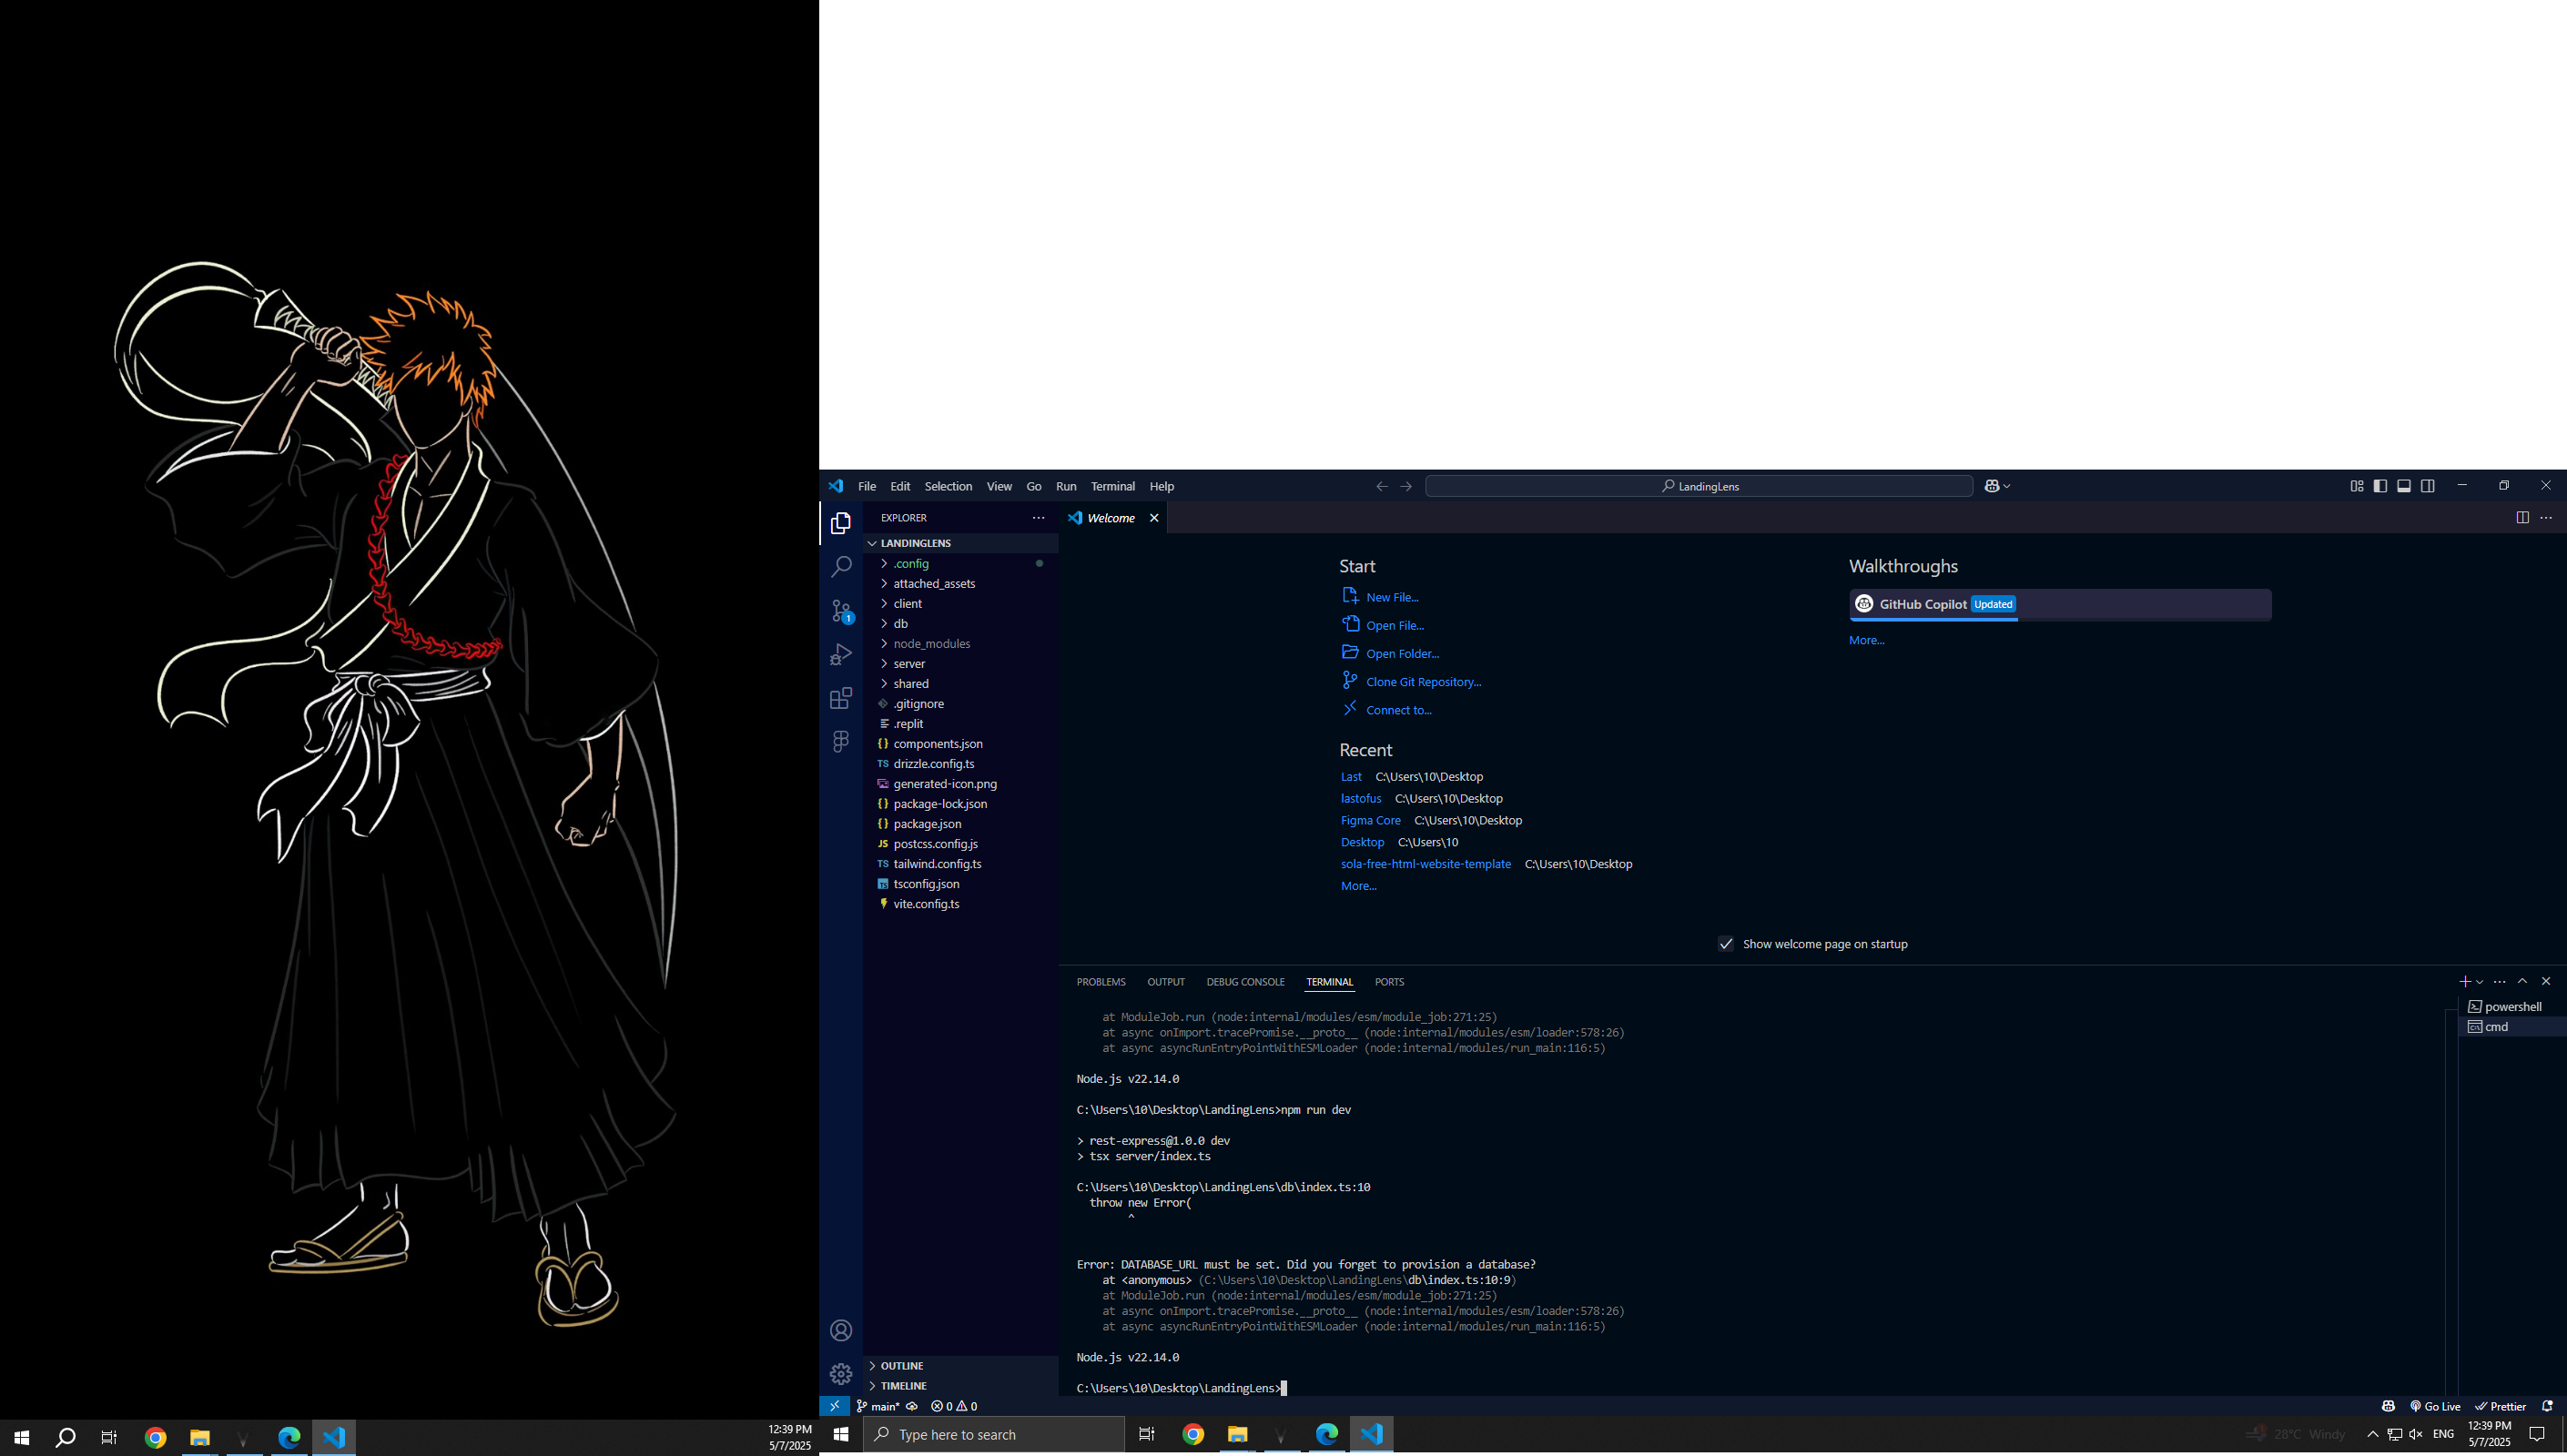 File Edit Selection View Go Run Terminal Help
LandingLens
EXPLORER
LANDINGLENS
.config
attached_assets
client
db
node_modules
server
shared
.gitignore
.replit
components.json
drizzle.config.ts
generated-icon.png
package-lock.json
package.json
postcss.config.js
tailwind.config.ts
tsconfig.json
vite.config.ts
OUTLINE
TIMELINE
Welcome
Start
New File...
Open File...
Open Folder...
Clone Git Repository...
Connect to...
Recent
Last C:\Users\10\Desktop
lastofus C:\Users\10\Desktop
Figma Core C:\Users\10\Desktop
Desktop C:\Users\10
sola-free-html-website-template C:\Users\10\Desktop
More...
Walkthroughs
GitHub Copilot Updated
More...
Show welcome page on startup
PROBLEMS OUTPUT DEBUG CONSOLE TERMINAL PORTS
powershell
cmd
at ModuleJob.run (node:internal/modules/esm/module_job:271:25)
at async onImport.tracePromise.__proto__ (node:internal/modules/esm/loader:578:26)
at async asyncRunEntryPointWithESMLoader (node:internal/modules/run_main:116:5)
Node.js v22.14.0
C:\Users\10\Desktop\LandingLens>npm run dev
> rest-express@1.0.0 dev
> tsx server/index.ts
C:\Users\10\Desktop\LandingLens\db\index.ts:10
throw new Error(
^
Error: DATABASE_URL must be set. Did you forget to provision a database?
at <anonymous> (C:\Users\10\Desktop\LandingLens\db\index.ts:10:9)
at ModuleJob.run (node:internal/modules/esm/module_job:271:25)
at async onImport.tracePromise.__proto__ (node:internal/modules/esm/loader:578:26)
at async asyncRunEntryPointWithESMLoader (node:internal/modules/run_main:116:5)
Node.js v22.14.0
C:\Users\10\Desktop\LandingLens>
1
main* 0 0
Go Live Prettier
12:39 PM
5/7/2025
Type here to search
28°C Windy
ENG
12:39 PM
5/7/2025